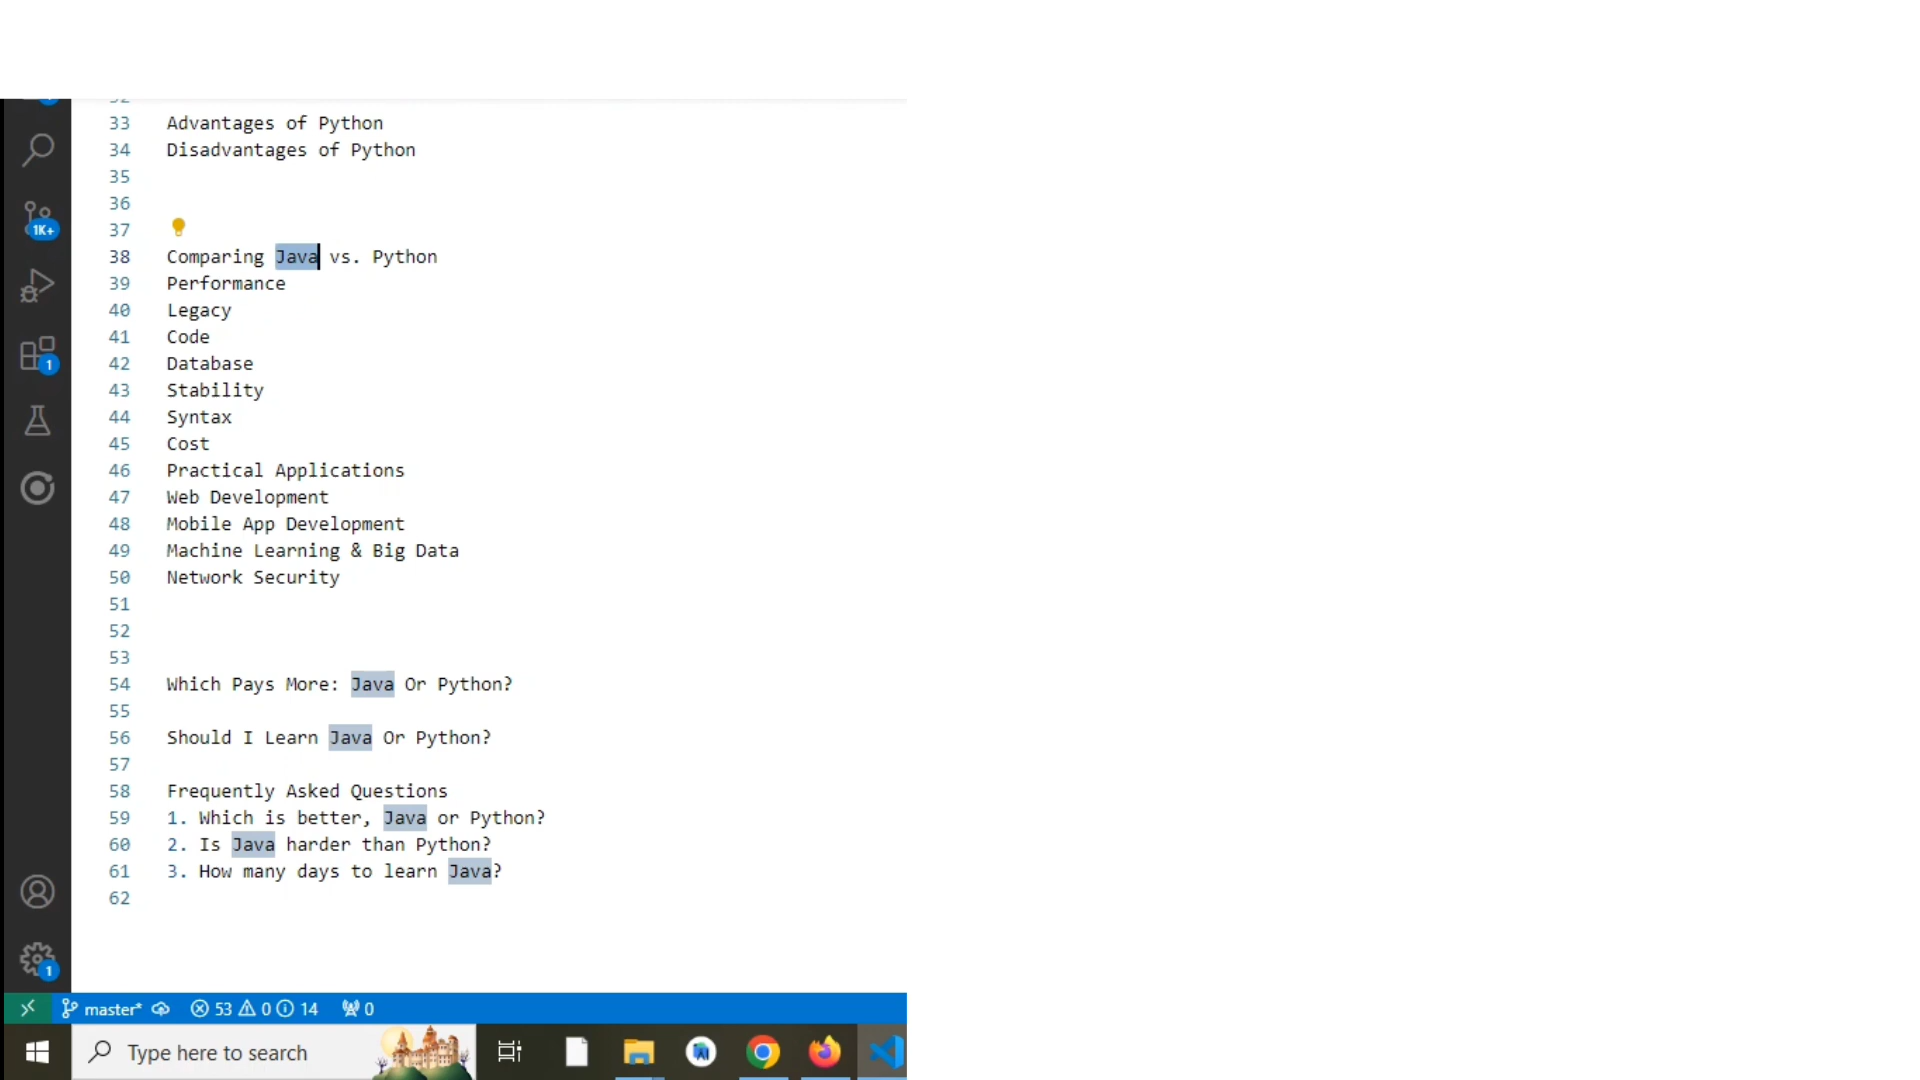 33 Advantages of Python
34 Disadvantages of Python
35
36
37
38 Comparing Java vs. Python
39 Performance
40 Legacy
41 Code
42 Database
43 Stability
44 Syntax
45 Cost
46 Practical Applications
47 Web Development
48 Mobile App Development
49 Machine Learning & Big Data
50 Network Security
51
52
53
54 Which Pays More: Java Or Python?
55
56 Should I Learn Java Or Python?
57
58 Frequently Asked Questions
59 1. Which is better, Java or Python?
60 2. Is Java harder than Python?
61 3. How many days to learn Java?
62
1K+
1
1
master* 53 0 14 0
Type here to search